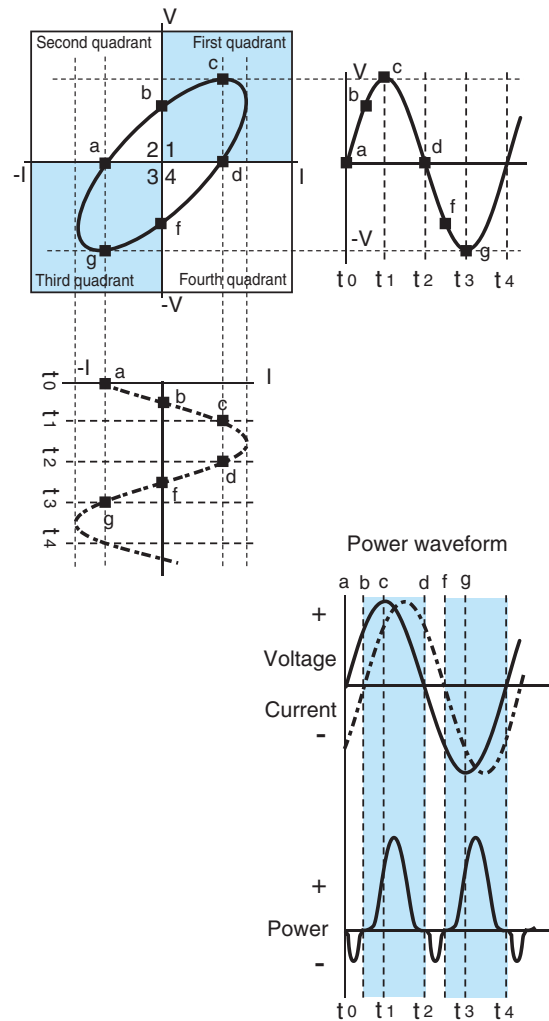 V
Second quadrant
First quadrant
c
b
a
2 1
-I
3 4
d
I
f
g
Third quadrant
Fourth quadrant
-V
V
c
b
a
d
f
-V
g
t0 t1 t2 t3 t4
-I
a
I
t0
b
c
t1
d
t2
f
t3
g
t4
Power waveform
a b c d f g
+
Voltage
Current
-
+
Power
-
t0 t1 t2 t3 t4